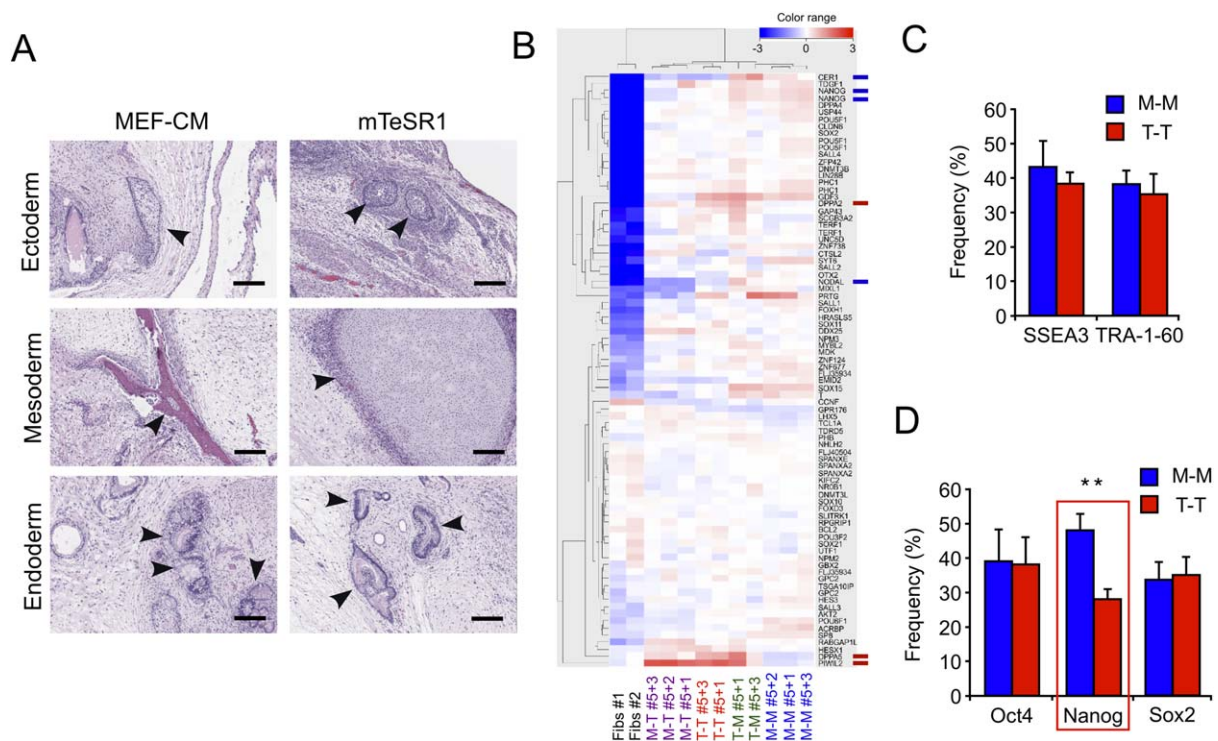 A
MEF-CM
mTeSR1
Ectoderm
Mesoderm
Endoderm
B
Color range
-3
0
3
CER1
TDGF1
NANOG
NANOG
DPPA4
USP44
POU5F1
CLDN6
SOX2
POU5F1
POU5F1
SALL4
ZFP42
DNMT3B
LIN28B
PHC1
PHC1
GDF3
DPPA2
GAP43
SCGB3A2
TERF1
TERF1
UNC5D
ZNF738
CTSL2
SYT6
SALL2
OTX2
NODAL
MIXL1
PRTG
SALL1
FOXH1
HRASLS5
SOX11
DDX25
NPM3
MYBL2
MDK
ZNF124
ZNF677
FLJ35934
EMID2
SOX15
T
CCNF
GPR176
LHX5
TCL1A
TDRD5
PHB
NHLH2
FLJ40504
SPANXE
SPANXA2
SPANXA2
KIFC2
NR0B1
DNMT3L
SOX10
FOXD3
SLITRK1
RPGRIP1
BCL2
POU3F2
SOX21
UTF1
NPM2
GBX2
FLJ35934
GPC2
TSGA10IP
GPC2
HES3
SALL3
AKT2
POU6F1
ACRBP
SP8
RABGAP1L
HESX1
DPPA5
PIWIL2
Fibs #1
Fibs #2
M-T #5+3
M-T #5+2
M-T #5+1
T-T #5+3
T-T #5+1
T-M #5+1
T-M #5+3
M-M #5+2
M-M #5+1
M-M #5+3
C
M-M
T-T
Frequency (%)
60
50
40
30
20
10
0
SSEA3 TRA-1-60
D
M-M
T-T
**
Frequency (%)
60
50
40
30
20
10
0
Oct4 Nanog Sox2